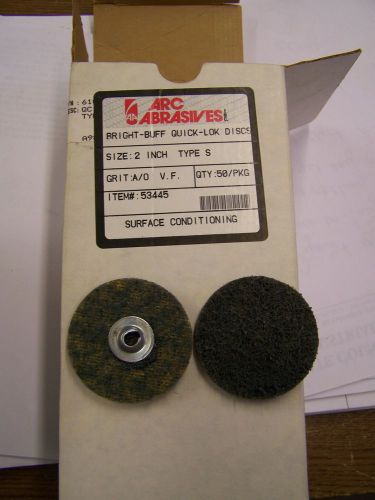 ARC
ABRASIVES
BRIGHT-BUFF QUICK-LOK DISCS
SIZE:2 INCH TYPE S
GRIT:A/O V.F. QTY:50/PKG
ITEM#:53445
SURFACE CONDITIONING